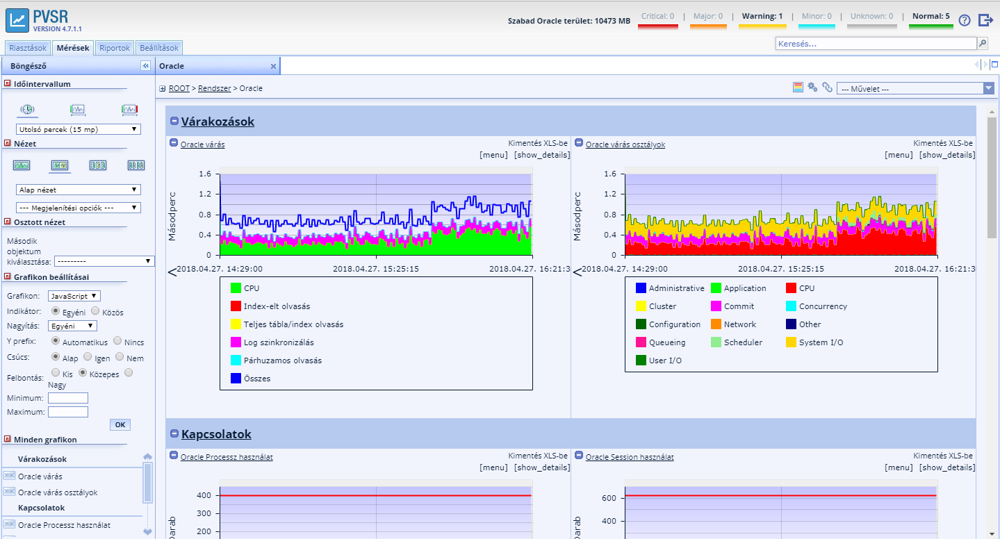 PVSR
VERSION 4.7.1.1
Szabad Oracle terület: 10473 MB
Critical: 0 | Major: 0 | Warning: 1 | Minor: 0 | Unknown: 0 | Normal: 5
Riasztások Mérések Riportok Beállítások
Keresés...
Böngésző
Időintervallum
Utolsó percek (15 mp)
Nézet
Alap nézet
--- Megjelenítési opciók ---
Osztott nézet
Második
objektum
kiválasztása: ---------
Grafikon beállításai
Grafikon: JavaScript
Indikátor: Egyéni Közös
Nagyítás: Egyéni
Y prefix: Automatikus Nincs
Csúcs: Alap Igen Nem
Felbontás: Kis Közepes
Nagy
Minimum:
Maximum:
OK
Minden grafikon
Várakozások
Oracle várás
Oracle várás osztályok
Kapcsolatok
Oracle Processz használat
Oracle
ROOT > Rendszer > Oracle
--- Művelet ---
Várakozások
Oracle várás
Kimentés XLS-be
[menu] [show_details]
1.6
1.2
0.8
0.4
0
Másodperc
<
2018.04.27. 14:29:00 2018.04.27. 15:25:15 2018.04.27. 16:21:3
CPU
Index-elt olvasás
Teljes tábla/index olvasás
Log szinkronizálás
Párhuzamos olvasás
Összes
Oracle várás osztályok
Kimentés XLS-be
[menu] [show_details]
1.6
1.2
0.8
0.4
0
Másodperc
<
2018.04.27. 14:29:00 2018.04.27. 15:25:15 2018.04.27. 16:21:3
Administrative Application CPU
Cluster Commit Concurrency
Configuration Network Other
Queueing Scheduler System I/O
User I/O
Kapcsolatok
Oracle Processz használat
Kimentés XLS-be
[menu] [show_details]
400
300
200
Darab
Oracle Session használat
Kimentés XLS-be
[menu] [show_details]
600
400
Darab